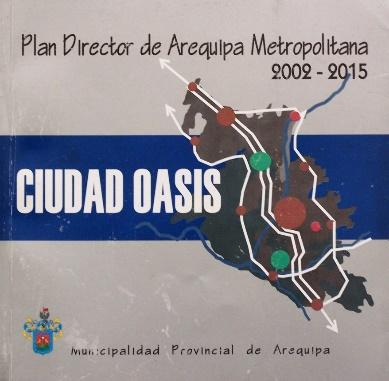 Plan Director de Arequipa Metropolitana
2002 - 2015
CIUDAD OASIS
Municipalidad Provincial de Arequipa